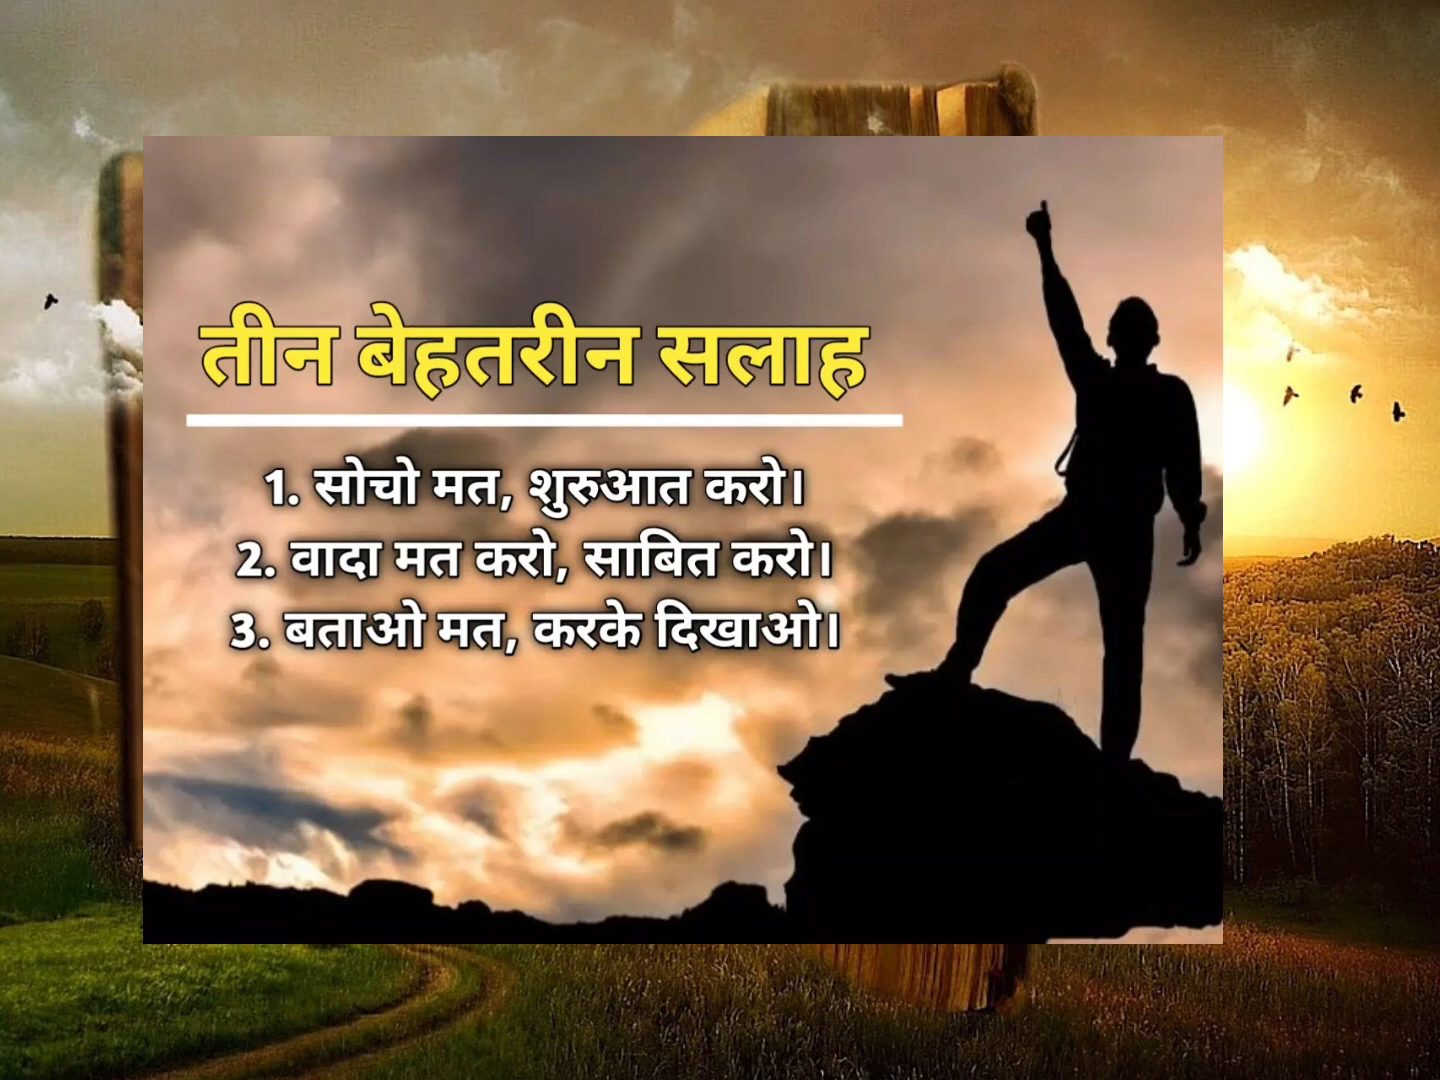 तीन बेहतरीन सलाह
1. सोचो मत, शुरुआत करो।
2. वादा मत करो, साबित करो।
3. बताओ मत, करके दिखाओ।